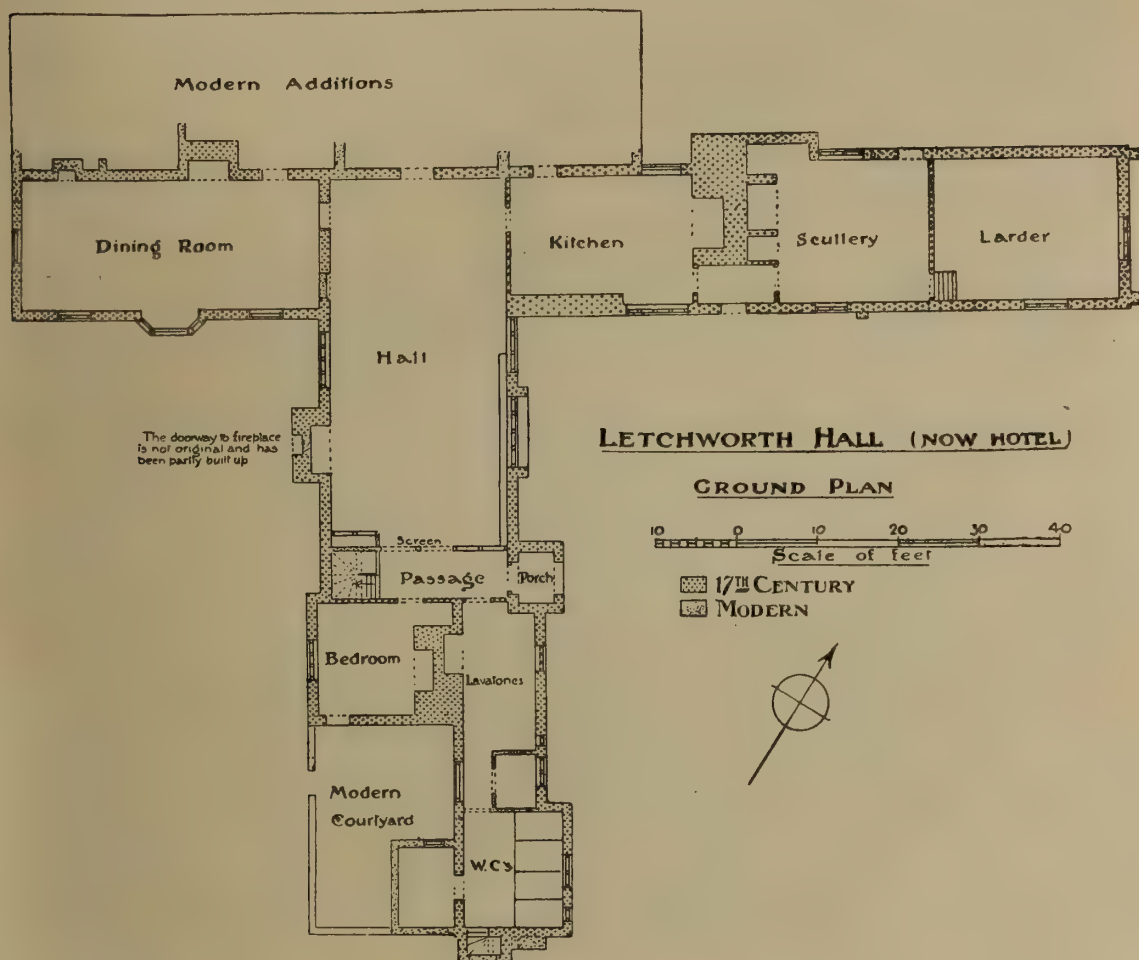 Modern Additions
Dining Room
Hall
Kitchen
Scullery
Larder
The doorway to fireplace
is not original and has
been partly built up
LETCHWORTH HALL (NOW HOTEL)
GROUND PLAN
10 0 10 20 30 40
Scale of feet
17TH CENTURY
MODERN
Screen
Passage
Porch
Bedroom
Lavatories
Modern
Courtyard
W.C's